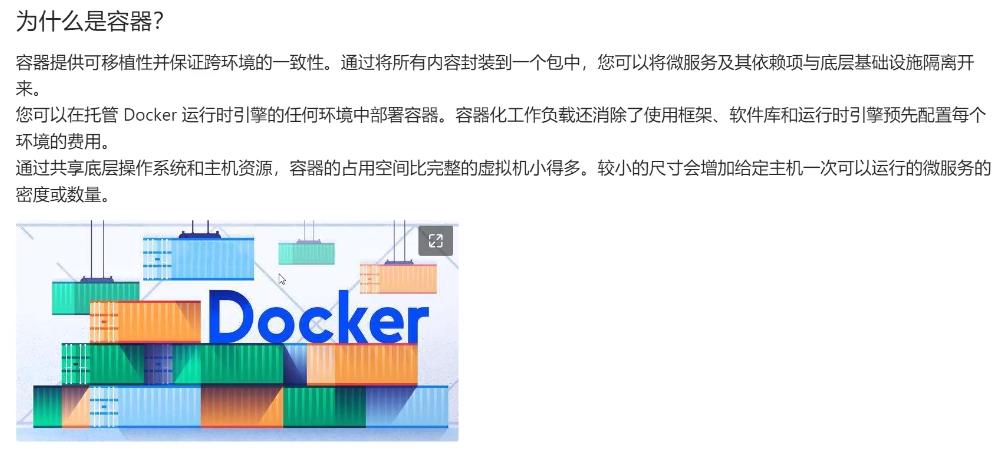 为什么是容器？
容器提供可移植性并保证跨环境的一致性。通过将所有内容封装到一个包中，您可以将微服务及其依赖项与底层基础设施隔离开
来。
您可以在托管 Docker 运行时引擎的任何环境中部署容器。容器化工作负载还消除了使用框架、软件库和运行时引擎预先配置每个
环境的费用。
通过共享底层操作系统和主机资源，容器的占用空间比完整的虚拟机小得多。较小的尺寸会增加给定主机一次可以运行的微服务的
密度或数量。
Docker